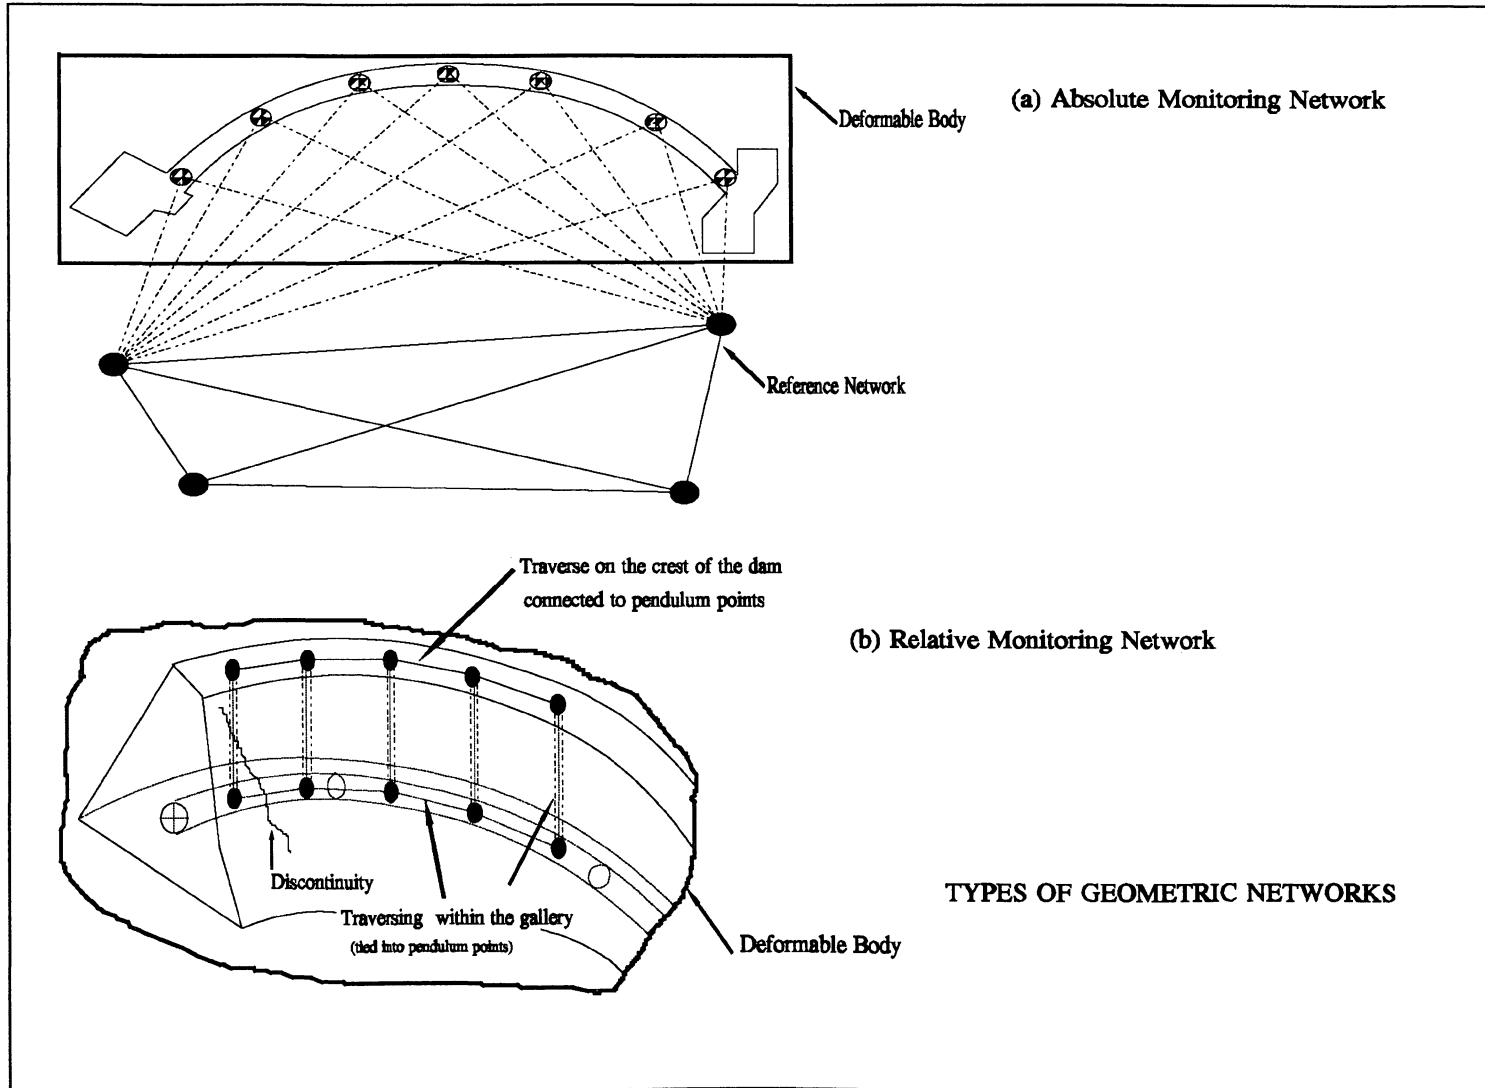 (a) Absolute Monitoring Network
Deformable Body
Reference Network
Traverse on the crest of the dam
connected to pendulum points
(b) Relative Monitoring Network
Discontinuity
Traversing within the gallery
(tied into pendulum points)
TYPES OF GEOMETRIC NETWORKS
Deformable Body